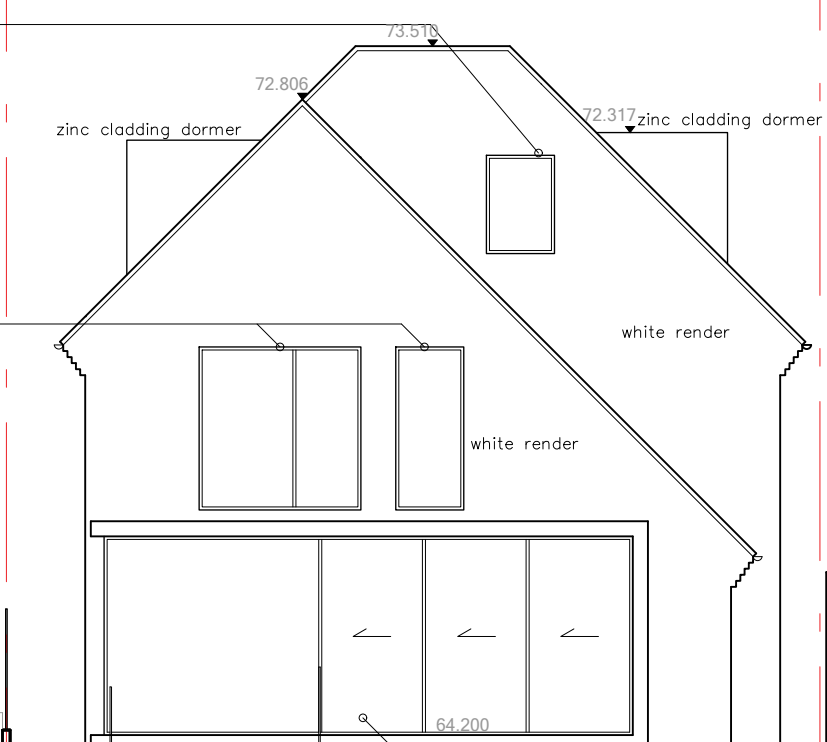 73.510
72.806
72.317
zinc cladding dormer
zinc cladding dormer
white render
white render
64.200